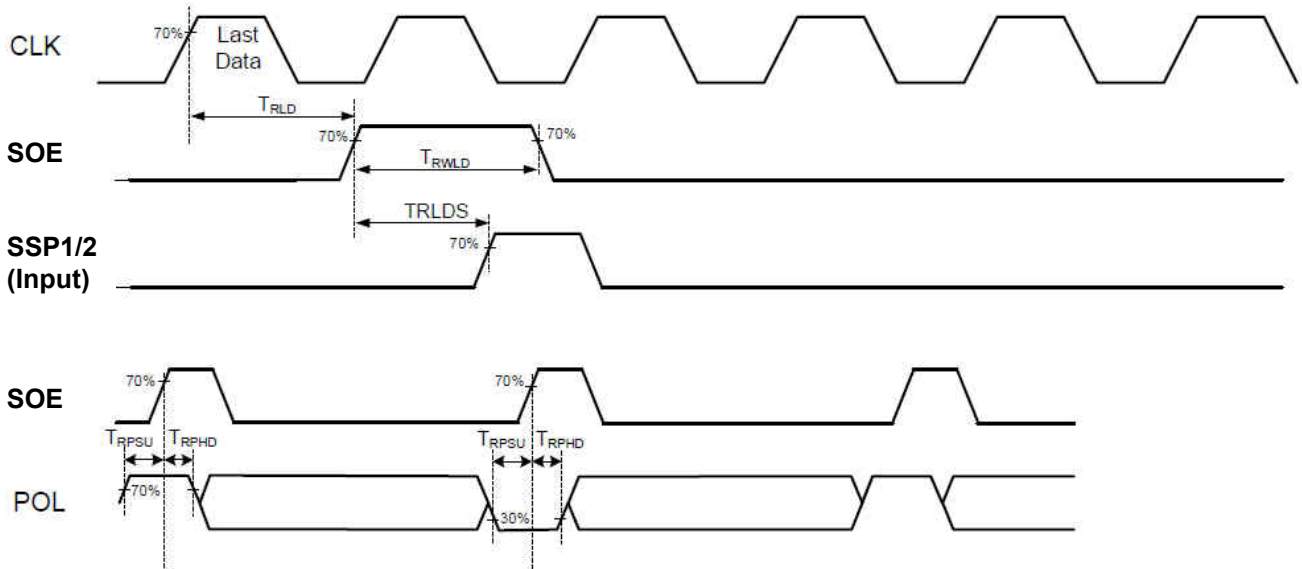 CLK
70%
Last
Data
TRLD
SOE
70%
70%
TRWLD
TRLDS
SSP1/2
(Input)
70%
SOE
70%
70%
TRPSU TRPHD
TRPSU TRPHD
POL
70%
30%